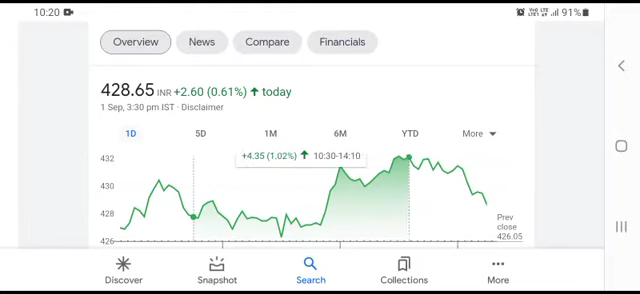 10:20
91%
Overview News Compare Financials
428.65 INR +2.60 (0.61%) ↑ today
1 Sep, 3:30 pm IST · Disclaimer
1D 5D 1M 6M YTD More
+4.35 (1.02%) ↑ 10:30-14:10
432
430
428
426
Prev
close
426.05
Discover Snapshot Search Collections More